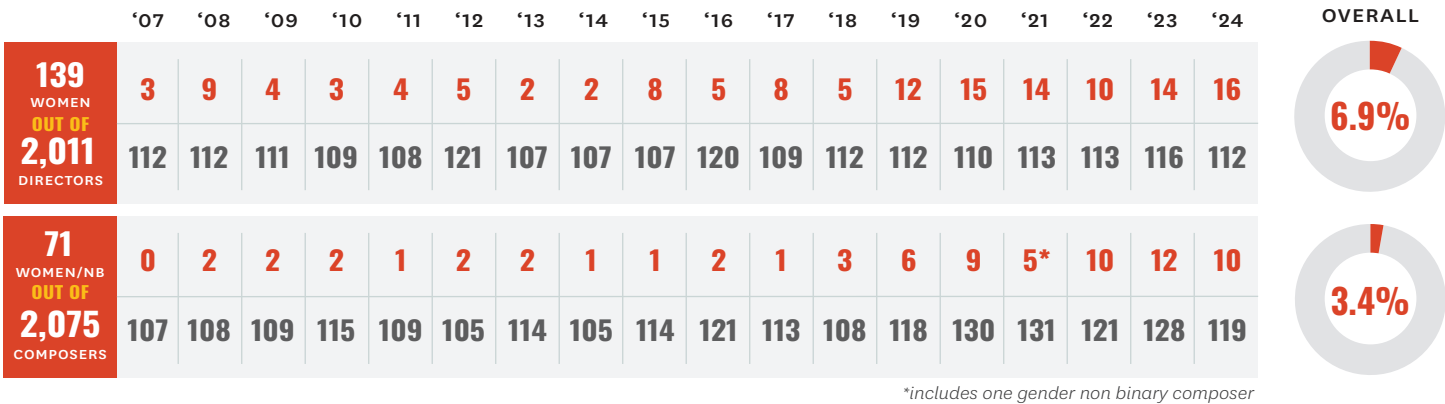 ‘07 ‘08 ‘09 ‘10 ‘11 ‘12 ‘13 ‘14 ‘15 ‘16 ‘17 ‘18 ‘19 ‘20 ‘21 ‘22 ‘23 ‘24 OVERALL
139
WOMEN
OUT OF
2,011
DIRECTORS
3 9 4 3 4 5 2 2 8 5 8 5 12 15 14 10 14 16
112 112 111 109 108 121 107 107 107 120 109 112 112 110 113 113 116 112
6.9%
71
WOMEN/NB
OUT OF
2,075
COMPOSERS
0 2 2 2 1 2 2 1 1 2 1 3 6 9 5* 10 12 10
107 108 109 115 109 105 114 105 114 121 113 108 118 130 131 121 128 119
3.4%
*includes one gender non binary composer